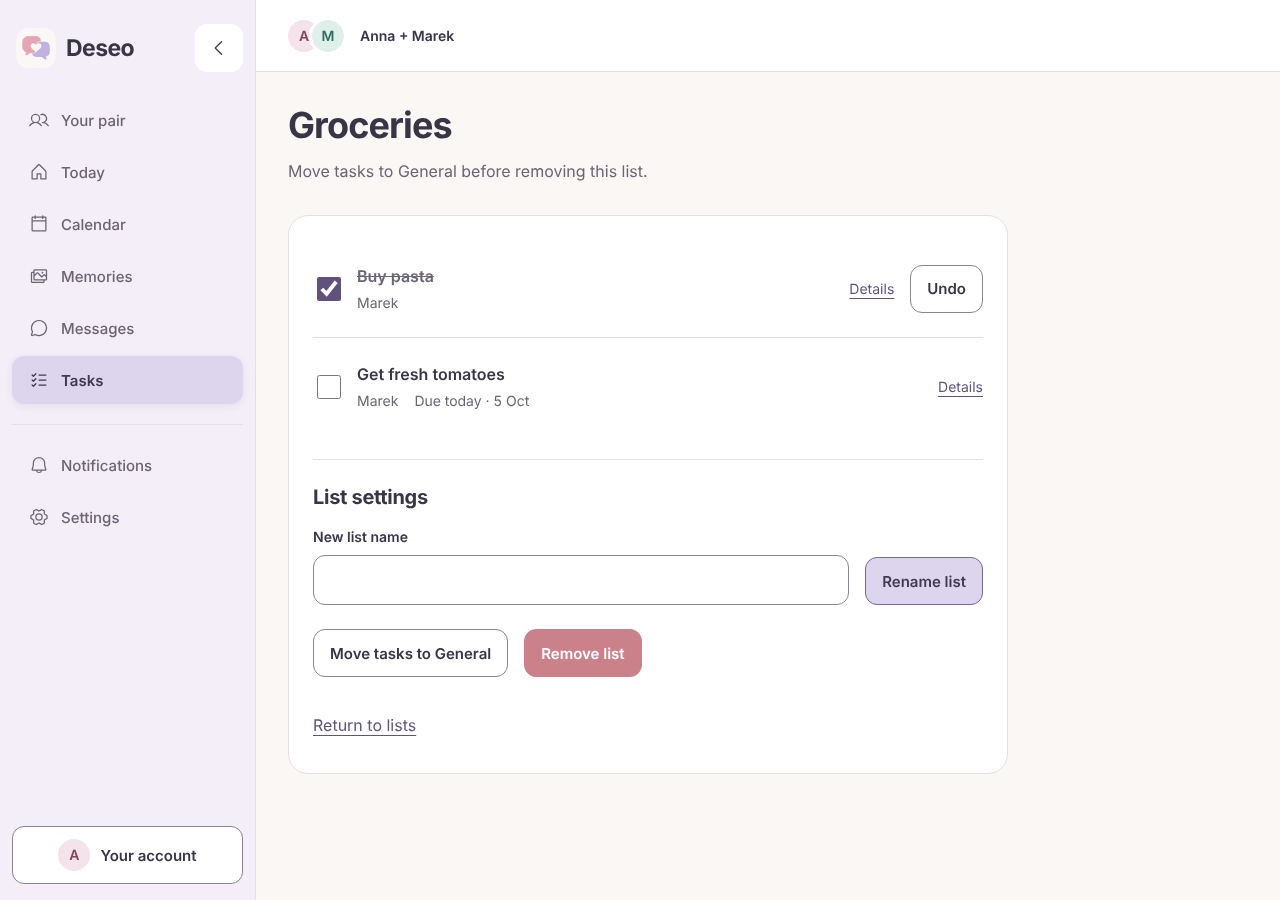 Deseo
Your pair
Today
Calendar
Memories
Messages
Tasks
Notifications
Settings
A Your account
A M Anna + Marek
Groceries
Move tasks to General before removing this list.
Buy pasta
Marek
Details
Undo
Get fresh tomatoes
Marek Due today · 5 Oct
Details
List settings
New list name
Rename list
Move tasks to General
Remove list
Return to lists